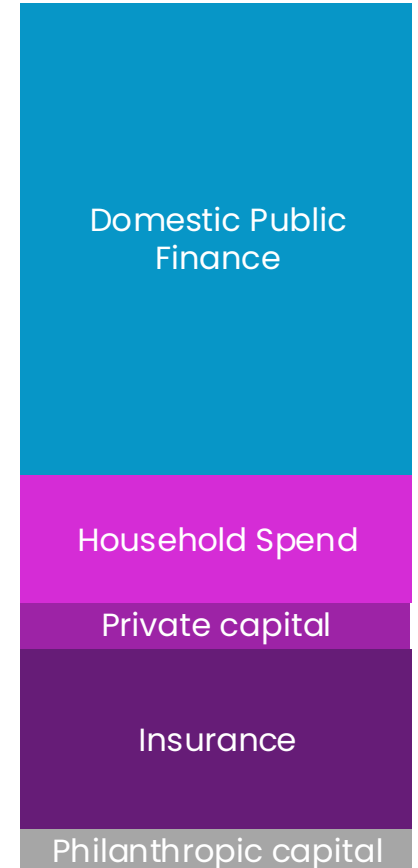 Domestic Public
Finance
Household Spend
Private capital
Insurance
Philanthropic capital